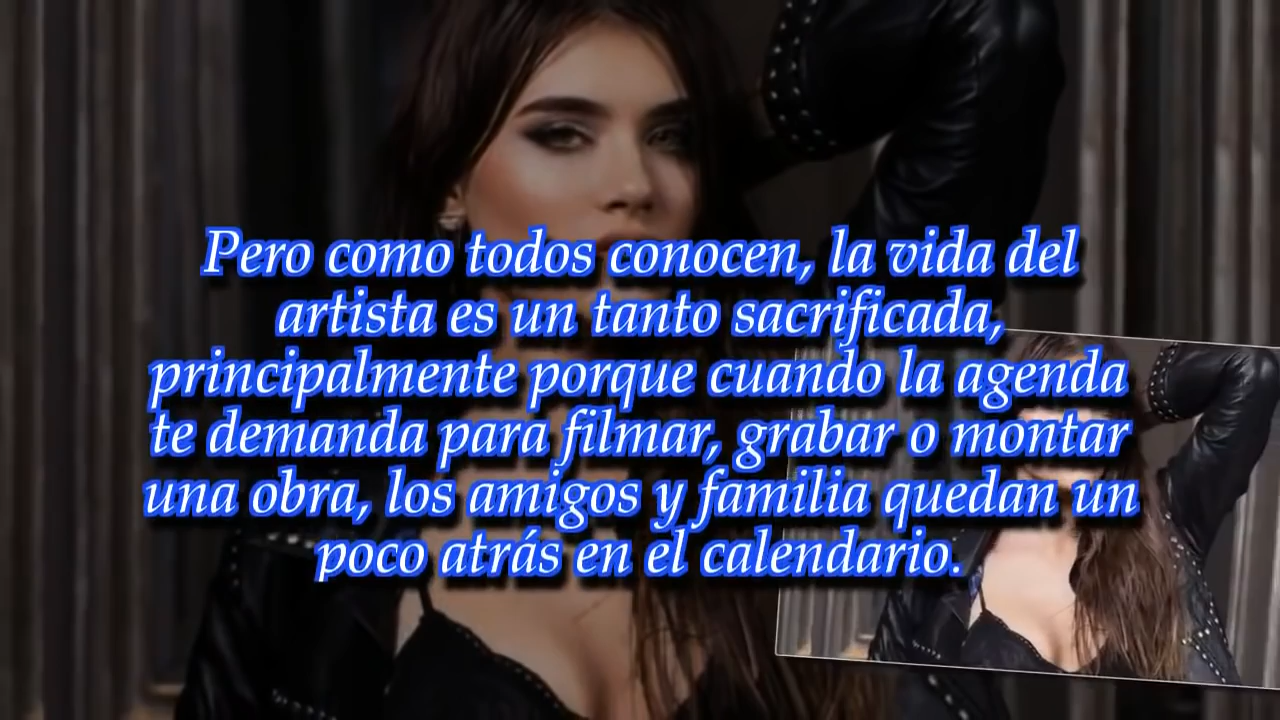 Pero como todos conocen, la vida del
artista es un tanto sacrificada,
principalmente porque cuando la agenda
te demanda para filmar, grabar o montar
una obra, los amigos y familia quedan un
poco atrás en el calendario.